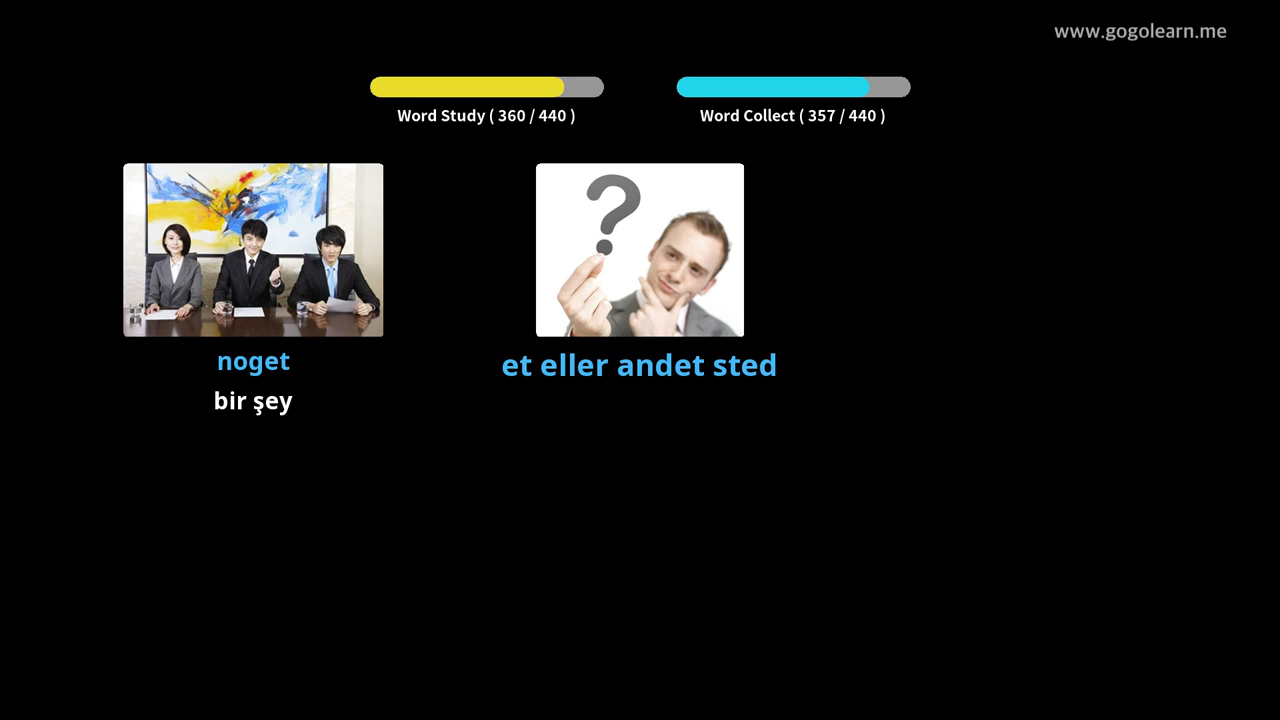 www.gogolearn.me
Word Study ( 360 / 440 )
Word Collect ( 357 / 440 )
noget
bir şey
et eller andet sted